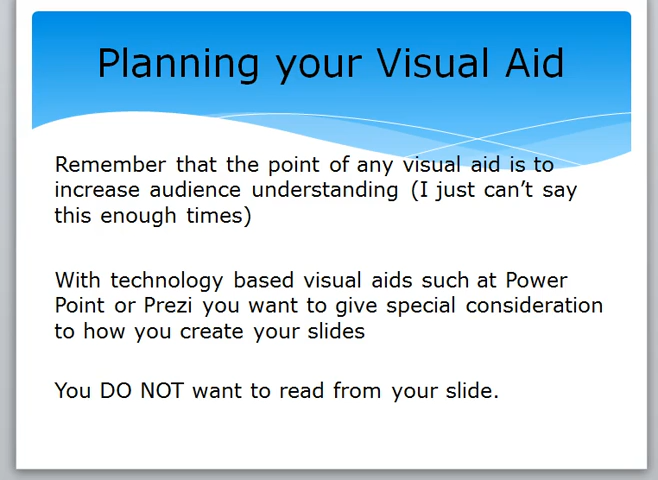 Planning your Visual Aid
Remember that the point of any visual aid is to
increase audience understanding (I just can’t say
this enough times)
With technology based visual aids such at Power
Point or Prezi you want to give special consideration
to how you create your slides
You DO NOT want to read from your slide.